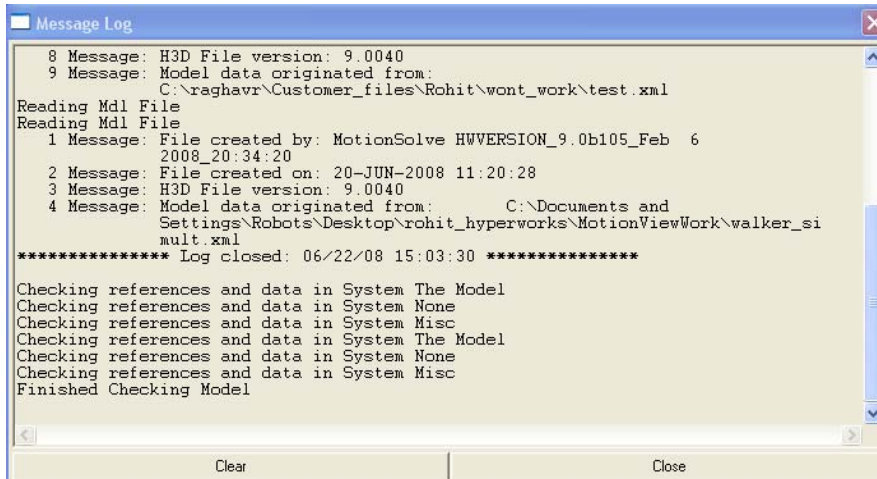 Message Log
8 Message: H3D File version: 9.0040
9 Message: Model data originated from:
C:\raghavr\Customer_files\Rohit\wont_work\test.xml
Reading Mdl File
Reading Mdl File
1 Message: File created by: MotionSolve HWVERSION_9.0b105_Feb 6
2008_20:34:20
2 Message: File created on: 20-JUN-2008 11:20:28
3 Message: H3D File version: 9.0040
4 Message: Model data originated from: C:\Documents and
Settings\Robots\Desktop\rohit_hyperworks\MotionViewWork\walker_si
mult.xml
*************** Log closed: 06/22/08 15:03:30 ***************
Checking references and data in System The Model
Checking references and data in System None
Checking references and data in System Misc
Checking references and data in System The Model
Checking references and data in System None
Checking references and data in System Misc
Finished Checking Model
Clear Close